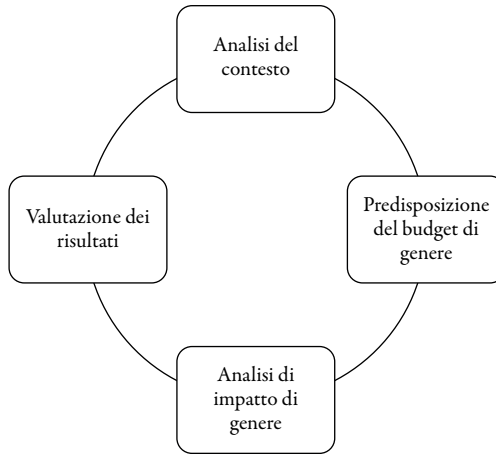 Analisi del
contesto
Predisposizione
del budget di
genere
Analisi di
impatto di
genere
Valutazione dei
risultati